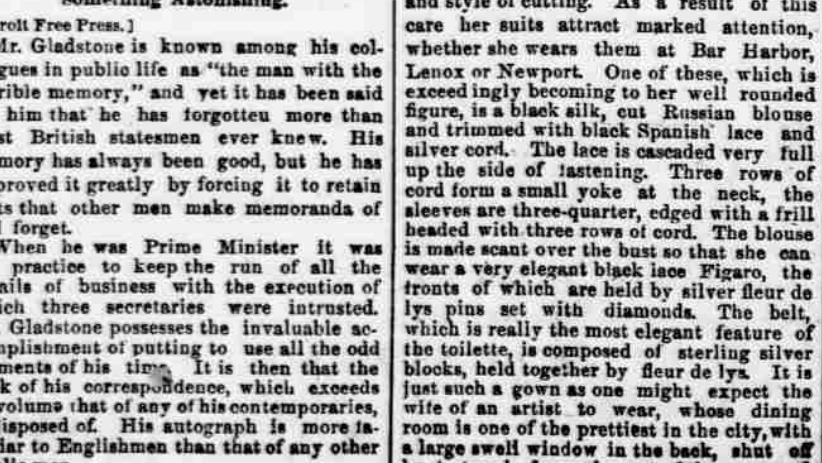 Something Astonishing.
roit Free Press.]
Mr. Gladstone is known among his col-
gues in public life as "the man with the
rible memory," and yet it has been said
him that he has forgotteu more than
st British statesmen ever knew. His
mory has always been good, but he has
proved it greatly by forcing it to retain
ts that other men make memoranda of
forget.
When he was Prime Minister it was
practice to keep the run of all the
ails of business with the execution of
ich three secretaries were intrusted.
Gladstone possesses the invaluable ac-
mplishment of putting to use all the odd
ments of his time. It is then that the
k of his correspondence, which exceeds
volume that of any of his contemporaries,
isposed of. His autograph is more fa-
iar to Englishmen than that of any other
and style of cutting. As a result of this
care her suits attract marked attention,
whether she wears them at Bar Harbor,
Lenox or Newport. One of these, which is
exceedingly becoming to her well rounded
figure, is a black silk, cut Russian blouse
and trimmed with black Spanish lace and
silver cord. The lace is cascaded very full
up the side of fastening. Three rows of
cord form a small yoke at the neck, the
sleeves are three-quarter, edged with a frill
headed with three rows of cord. The blouse
is made scant over the bust so that she can
wear a very elegant black lace Figaro, the
fronts of which are held by silver fleur de
lys pins set with diamonds. The belt,
which is really the most elegant feature of
the toilette, is composed of sterling silver
blocks, held together by fleur de lys. It is
just such a gown as one might expect the
wife of an artist to wear, whose dining
room is one of the prettiest in the city, with
a large swell window in the back, shut off